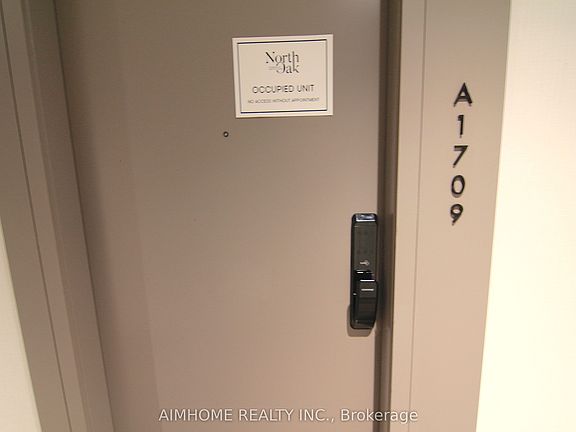 North
Oak
OCCUPIED UNIT
NO ACCESS WITHOUT APPOINTMENT
A
1
7
0
9
AIMHOME REALTY INC., Brokerage